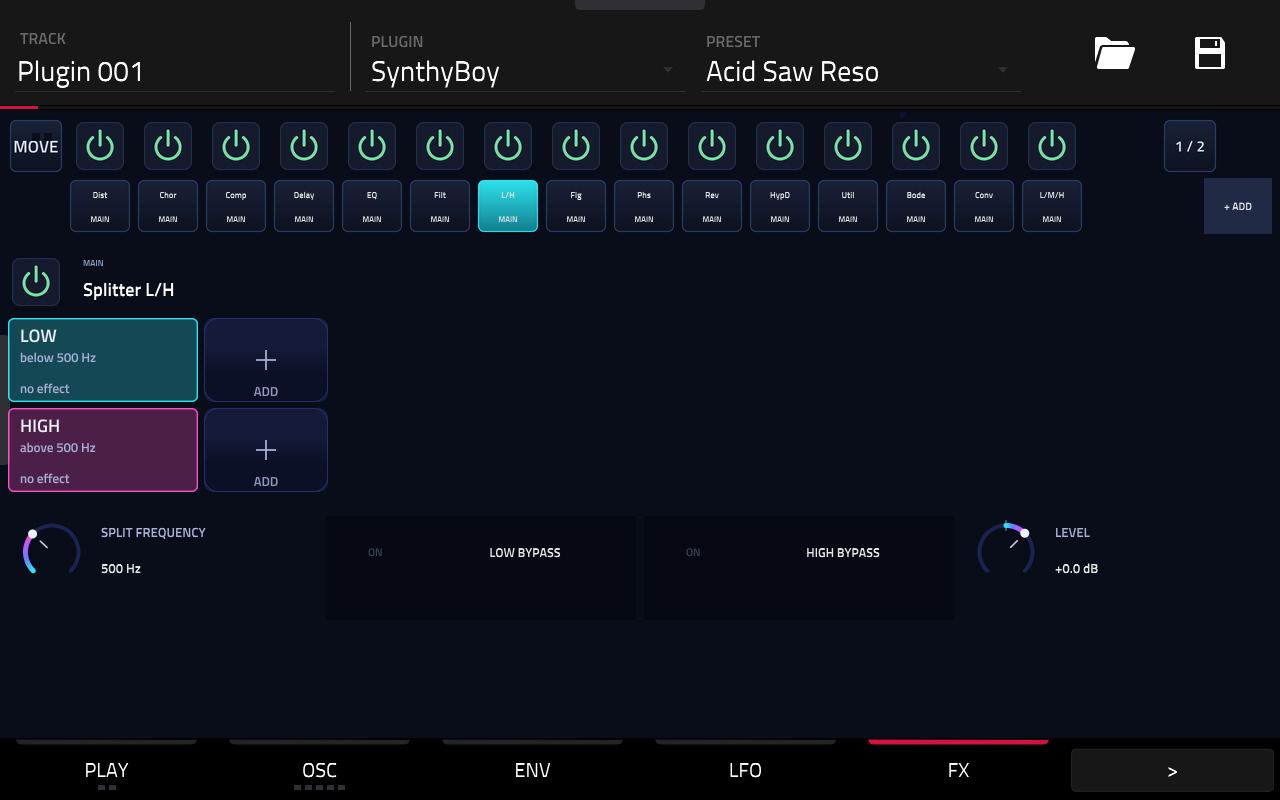 TRACK
Plugin 001
PLUGIN
SynthyBoy
PRESET
Acid Saw Reso
MOVE
1 / 2
Dist
MAIN
Chor
MAIN
Comp
MAIN
Delay
MAIN
EQ
MAIN
Filt
MAIN
L/H
MAIN
Flg
MAIN
Phs
MAIN
Rev
MAIN
HypD
MAIN
Util
MAIN
Bode
MAIN
Conv
MAIN
L/M/H
MAIN
+ ADD
MAIN
Splitter L/H
LOW
below 500 Hz
no effect
ADD
HIGH
above 500 Hz
no effect
ADD
SPLIT FREQUENCY
500 Hz
ON
LOW BYPASS
ON
HIGH BYPASS
LEVEL
+0.0 dB
PLAY
OSC
ENV
LFO
FX
>